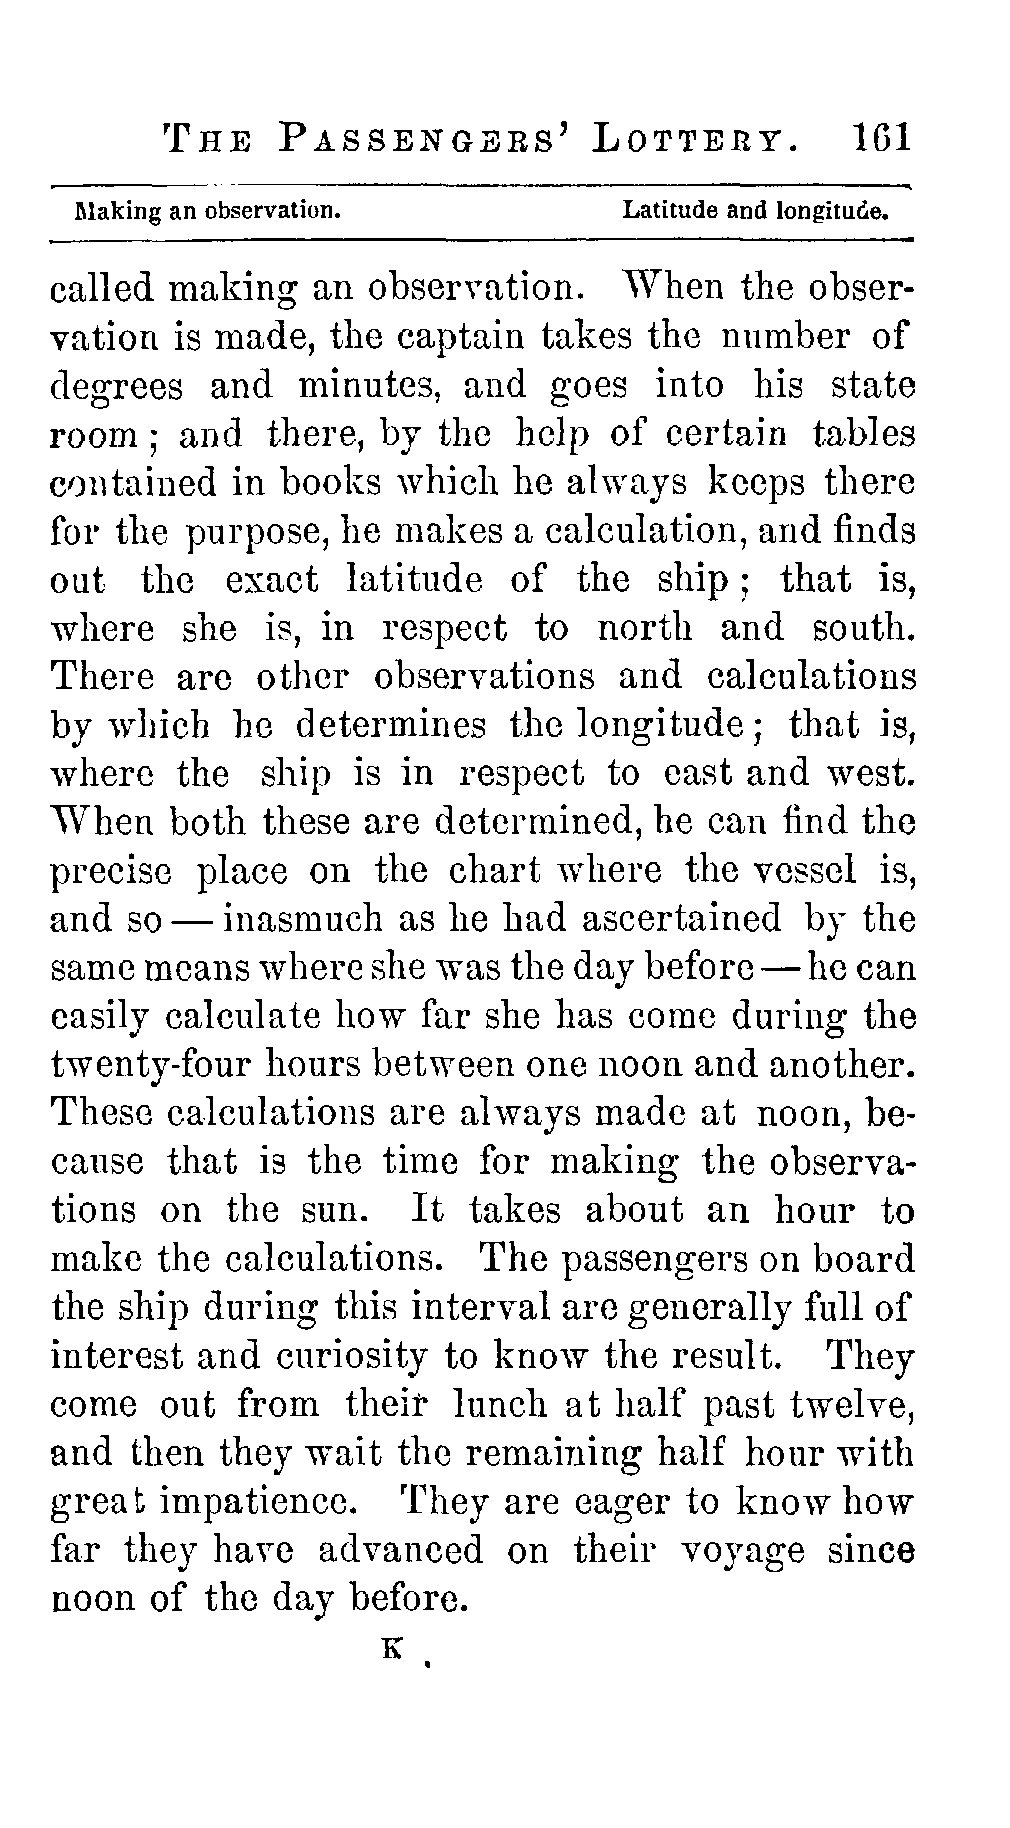 The Passengers’ Lottery. 161
Making an observation. Latitude and longitude.
called making an observation. When the obser-
vation is made, the captain takes the number of
degrees and minutes, and goes into his state
room ; and there, by the help of certain tables
contained in books which he always keeps there
for the purpose, he makes a calculation, and finds
out the exact latitude of the ship ; that is,
where she is, in respect to north and south.
There are other observations and calculations
by which he determines the longitude ; that is,
where the ship is in respect to east and west.
When both these are determined, he can find the
precise place on the chart where the vessel is,
and so — inasmuch as he had ascertained by the
same means where she was the day before — he can
easily calculate how far she has come during the
twenty-four hours between one noon and another.
These calculations are always made at noon, be-
cause that is the time for making the observa-
tions on the sun. It takes about an hour to
make the calculations. The passengers on board
the ship during this interval are generally full of
interest and curiosity to know the result. They
come out from their lunch at half past twelve,
and then they wait the remaining half hour with
great impatience. They are eager to know how
far they have advanced on their voyage since
noon of the day before.
K